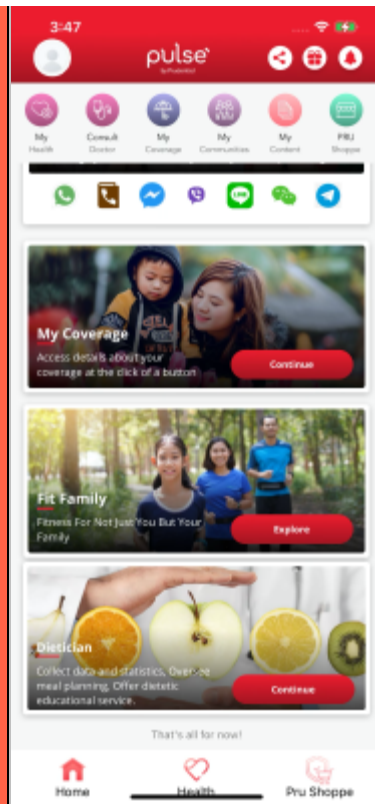 3:47
pulse
by Prudential
My
Health
Consult
Doctor
My
Coverage
My
Communities
My
Content
PRU
Shoppe
LINE
My Coverage
Access details about your
coverage at the click of a button
Continue
Fit Family
Fitness For Not Just You But Your
Family
Explore
Dietician
Collect data and statistics, Oversee
meal planning, Offer dietetic
educational service.
Continue
That's all for now!
Home
Health
Pru Shoppe